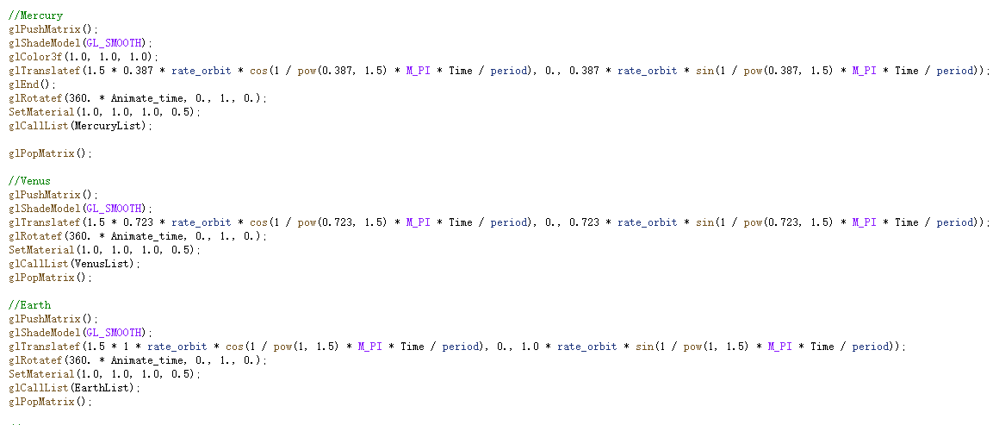 //Mercury
glPushMatrix();
glShadeModel(GL_SMOOTH);
glColor3f(1.0, 1.0, 1.0);
glTranslatef(1.5 * 0.387 * rate_orbit * cos(1 / pow(0.387, 1.5) * M_PI * Time / period), 0., 0.387 * rate_orbit * sin(1 / pow(0.387, 1.5) * M_PI * Time / period));
glEnd();
glRotatef(360. * Animate_time, 0., 1., 0.);
SetMaterial(1.0, 1.0, 1.0, 0.5);
glCallList(MercuryList);
glPopMatrix();
//Venus
glPushMatrix();
glShadeModel(GL_SMOOTH);
glTranslatef(1.5 * 0.723 * rate_orbit * cos(1 / pow(0.723, 1.5) * M_PI * Time / period), 0., 0.723 * rate_orbit * sin(1 / pow(0.723, 1.5) * M_PI * Time / period));
glRotatef(360. * Animate_time, 0., 1., 0.);
SetMaterial(1.0, 1.0, 1.0, 0.5);
glCallList(VenusList);
glPopMatrix();
//Earth
glPushMatrix();
glShadeModel(GL_SMOOTH);
glTranslatef(1.5 * 1 * rate_orbit * cos(1 / pow(1, 1.5) * M_PI * Time / period), 0., 1.0 * rate_orbit * sin(1 / pow(1, 1.5) * M_PI * Time / period));
glRotatef(360. * Animate_time, 0., 1., 0.);
SetMaterial(1.0, 1.0, 1.0, 0.5);
glCallList(EarthList);
glPopMatrix();